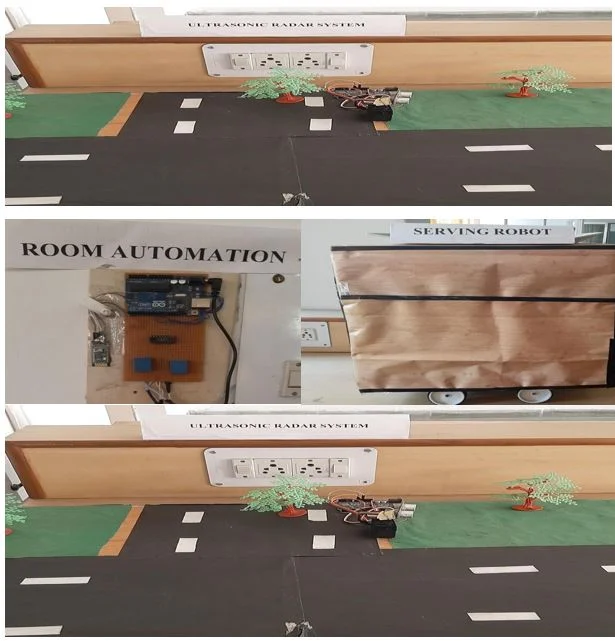 ULTRASONIC RADAR SYSTEM
ROOM AUTOMATION
SERVING ROBOT
ULTRASONIC RADAR SYSTEM